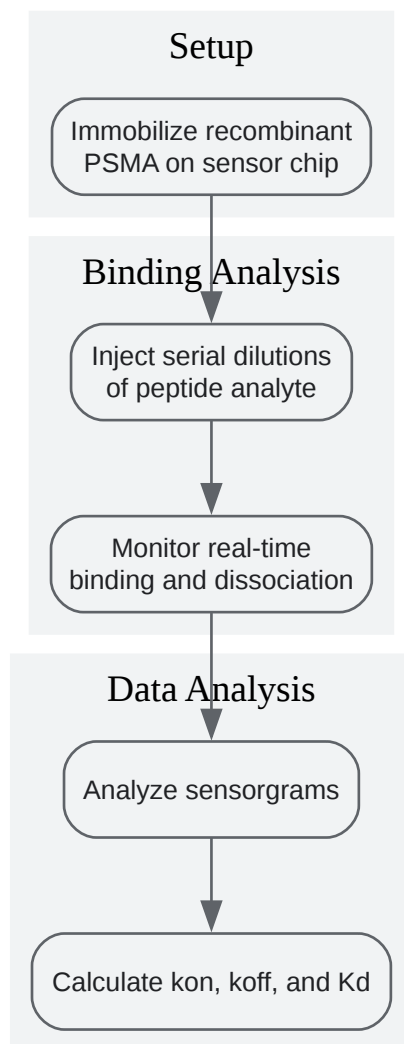 Setup
Immobilize recombinant
PSMA on sensor chip
Binding Analysis
Inject serial dilutions
of peptide analyte
Monitor real-time
binding and dissociation
Data Analysis
Analyze sensorgrams
Calculate kon, koff, and Kd